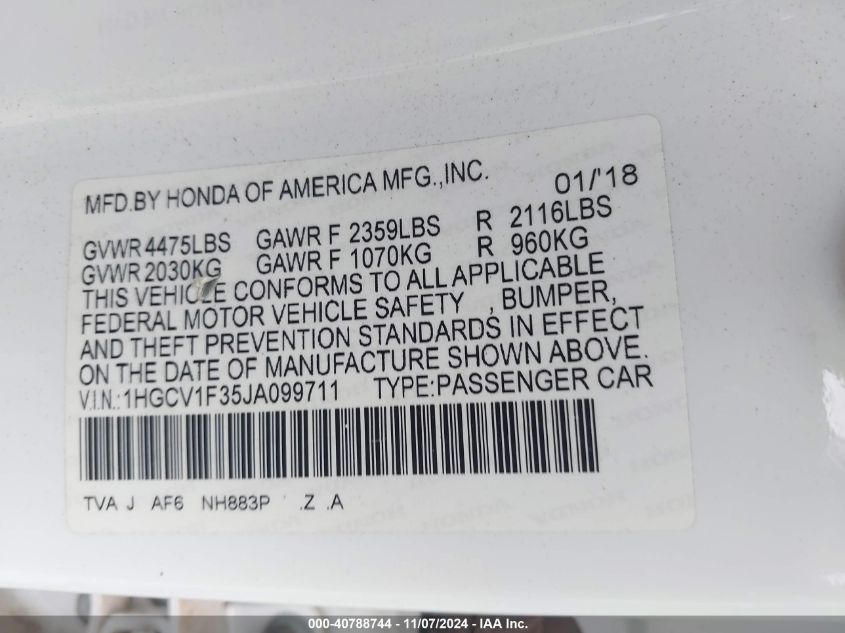 MFD.BY HONDA OF AMERICA MFG.,INC. 01/'18
GVWR 4475LBS GAWR F 2359LBS R 2116LBS
GVWR 2030KG GAWR F 1070KG R 960KG
THIS VEHICLE CONFORMS TO ALL APPLICABLE
FEDERAL MOTOR VEHICLE SAFETY , BUMPER,
AND THEFT PREVENTION STANDARDS IN EFFECT
ON THE DATE OF MANUFACTURE SHOWN ABOVE.
V.I.N.:1HGCV1F35JA099711 TYPE:PASSENGER CAR
TVA J AF6 NH883P .Z .A
000-40788744 - 11/07/2024 - IAA Inc.